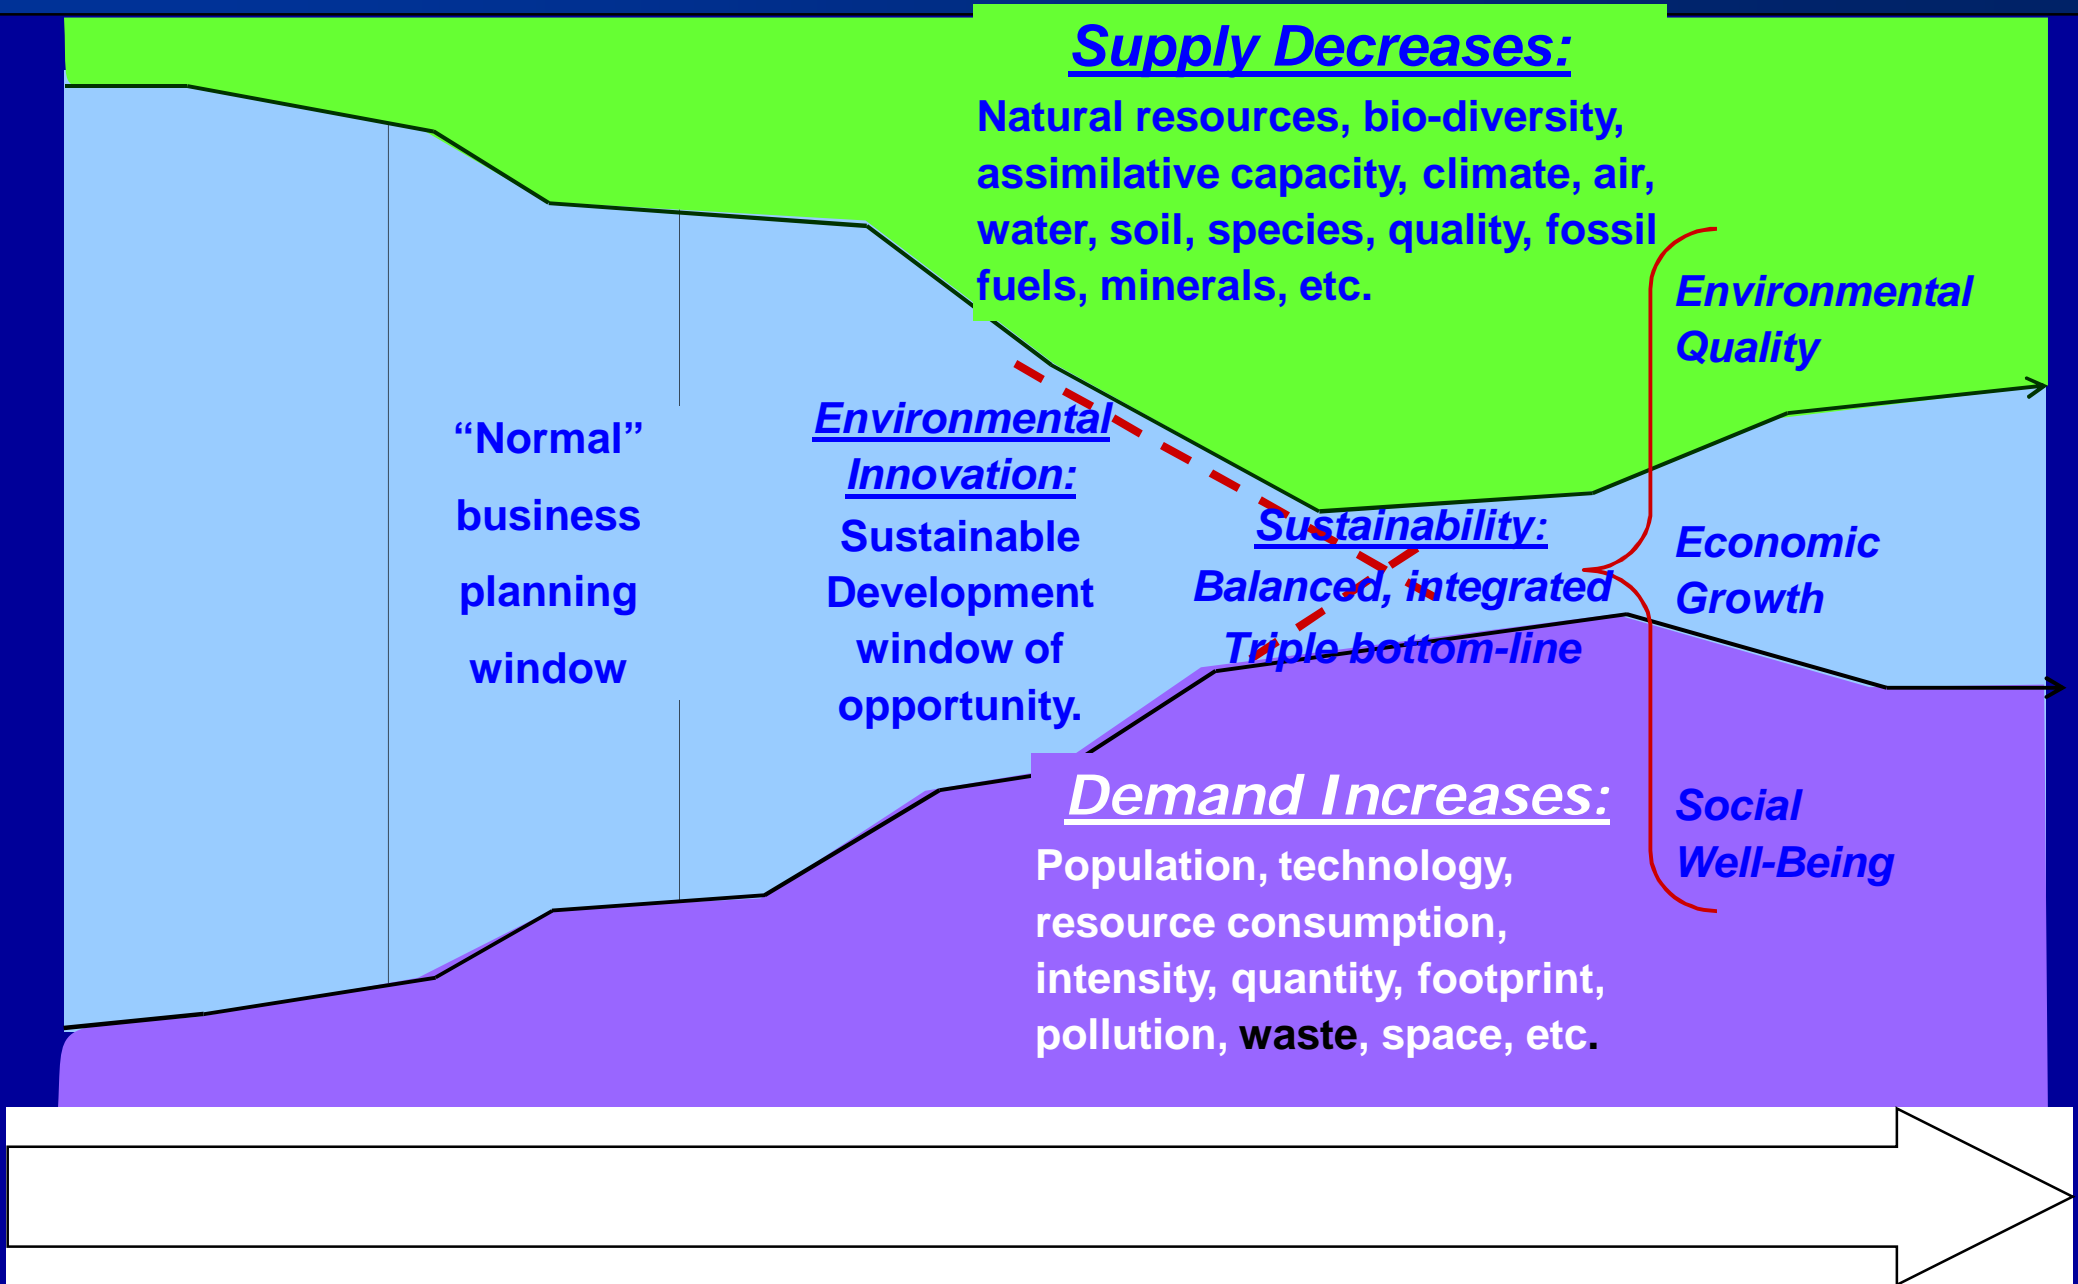 Supply Decreases:
Natural resources, bio-diversity,
assimilative capacity, climate, air,
water, soil, species, quality, fossil
fuels, minerals, etc.
Environmental
Quality
“Normal”
business
planning
window
Environmental
Innovation:
Sustainable
Development
window of
opportunity.
Sustainability:
Balanced, integrated
Triple bottom-line
Economic
Growth
Demand Increases:
Population, technology,
resource consumption,
intensity, quantity, footprint,
pollution, waste, space, etc.
Social
Well-Being